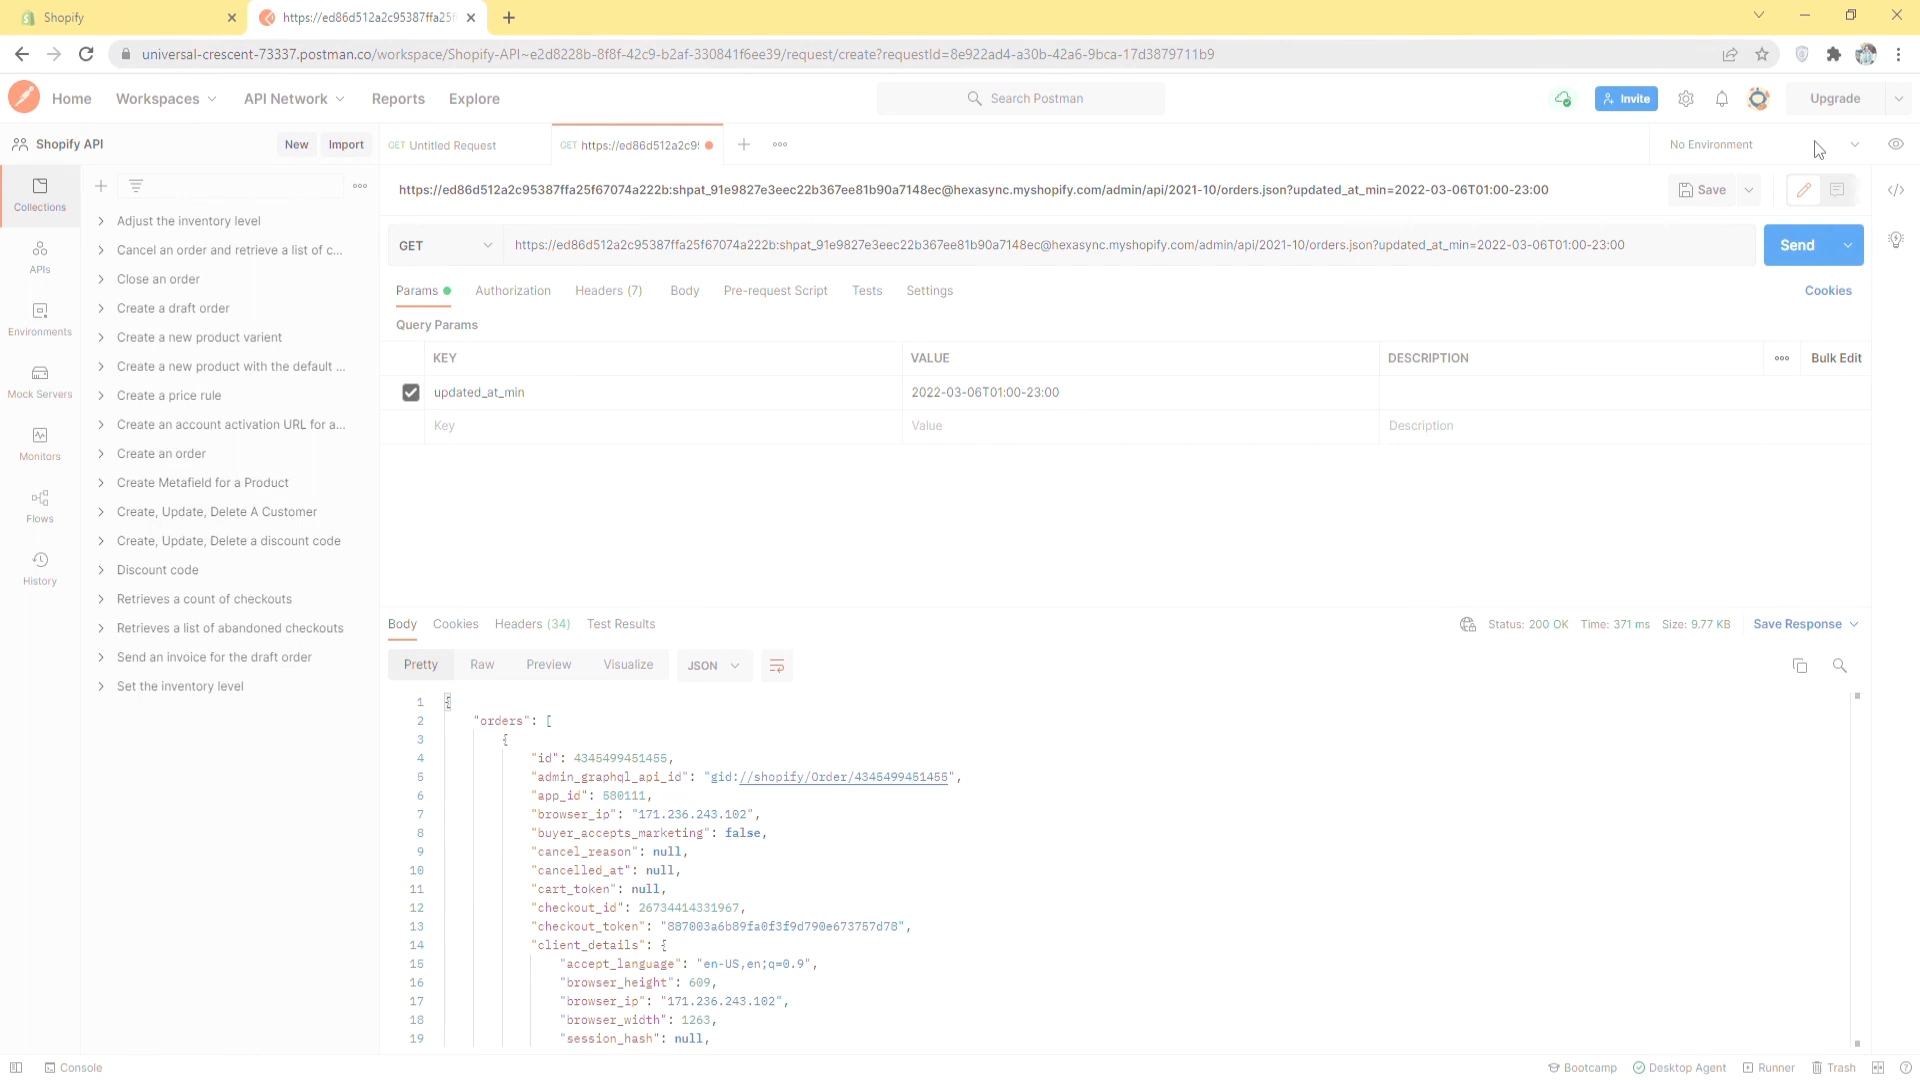 Shopify
https://ed86d512a2c95387ffa25f
universal-crescent-73337.postman.co/workspace/Shopify-API~e2d8228b-8f8f-42c9-b2af-330841f6ee39/request/create?requestId=8e922ad4-a30b-42a6-9bca-17d3879711b9
Home Workspaces API Network Reports Explore Search Postman Invite Upgrade
Shopify API New Import GET Untitled Request GET https://ed86d512a2c9! No Environment
https://ed86d512a2c95387ffa25f67074a222b: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@hexasync.myshopify.com/admin/api/2021-10/orders.json?updated_at_min=2022-03-06T01:00-23:00 Save
GET https://ed86d512a2c95387ffa25f67074a222b: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@hexasync.myshopify.com/admin/api/2021-10/orders.json?updated_at_min=2022-03-06T01:00-23:00 Send
Collections
APIs
Environments
Mock Servers
Monitors
Flows
History
Adjust the inventory level
Cancel an order and retrieve a list of c...
Close an order
Create a draft order
Create a new product varient
Create a new product with the default ...
Create a price rule
Create an account activation URL for a...
Create an order
Create Metafield for a Product
Create, Update, Delete A Customer
Create, Update, Delete a discount code
Discount code
Retrieves a count of checkouts
Retrieves a list of abandoned checkouts
Send an invoice for the draft order
Set the inventory level
Params Authorization Headers (7) Body Pre-request Script Tests Settings Cookies
Query Params
KEY VALUE DESCRIPTION Bulk Edit
updated_at_min 2022-03-06T01:00-23:00
Key Value Description
Body Cookies Headers (34) Test Results Status: 200 OK Time: 371 ms Size: 9.77 KB Save Response
Pretty Raw Preview Visualize JSON
1 {
2 "orders": [
3 {
4 "id": 4345499451455,
5 "admin_graphql_api_id": "gid://shopify/Order/4345499451455",
6 "app_id": 580111,
7 "browser_ip": "171.236.243.102",
8 "buyer_accepts_marketing": false,
9 "cancel_reason": null,
10 "cancelled_at": null,
11 "cart_token": null,
12 "checkout_id": 26734414331967,
13 "checkout_token": "887003a6b89fa0f3f9d790e673757d78",
14 "client_details": {
15 "accept_language": "en-US,en;q=0.9",
16 "browser_height": 609,
17 "browser_ip": "171.236.243.102",
18 "browser_width": 1263,
19 "session_hash": null,
Console Bootcamp Desktop Agent Runner Trash